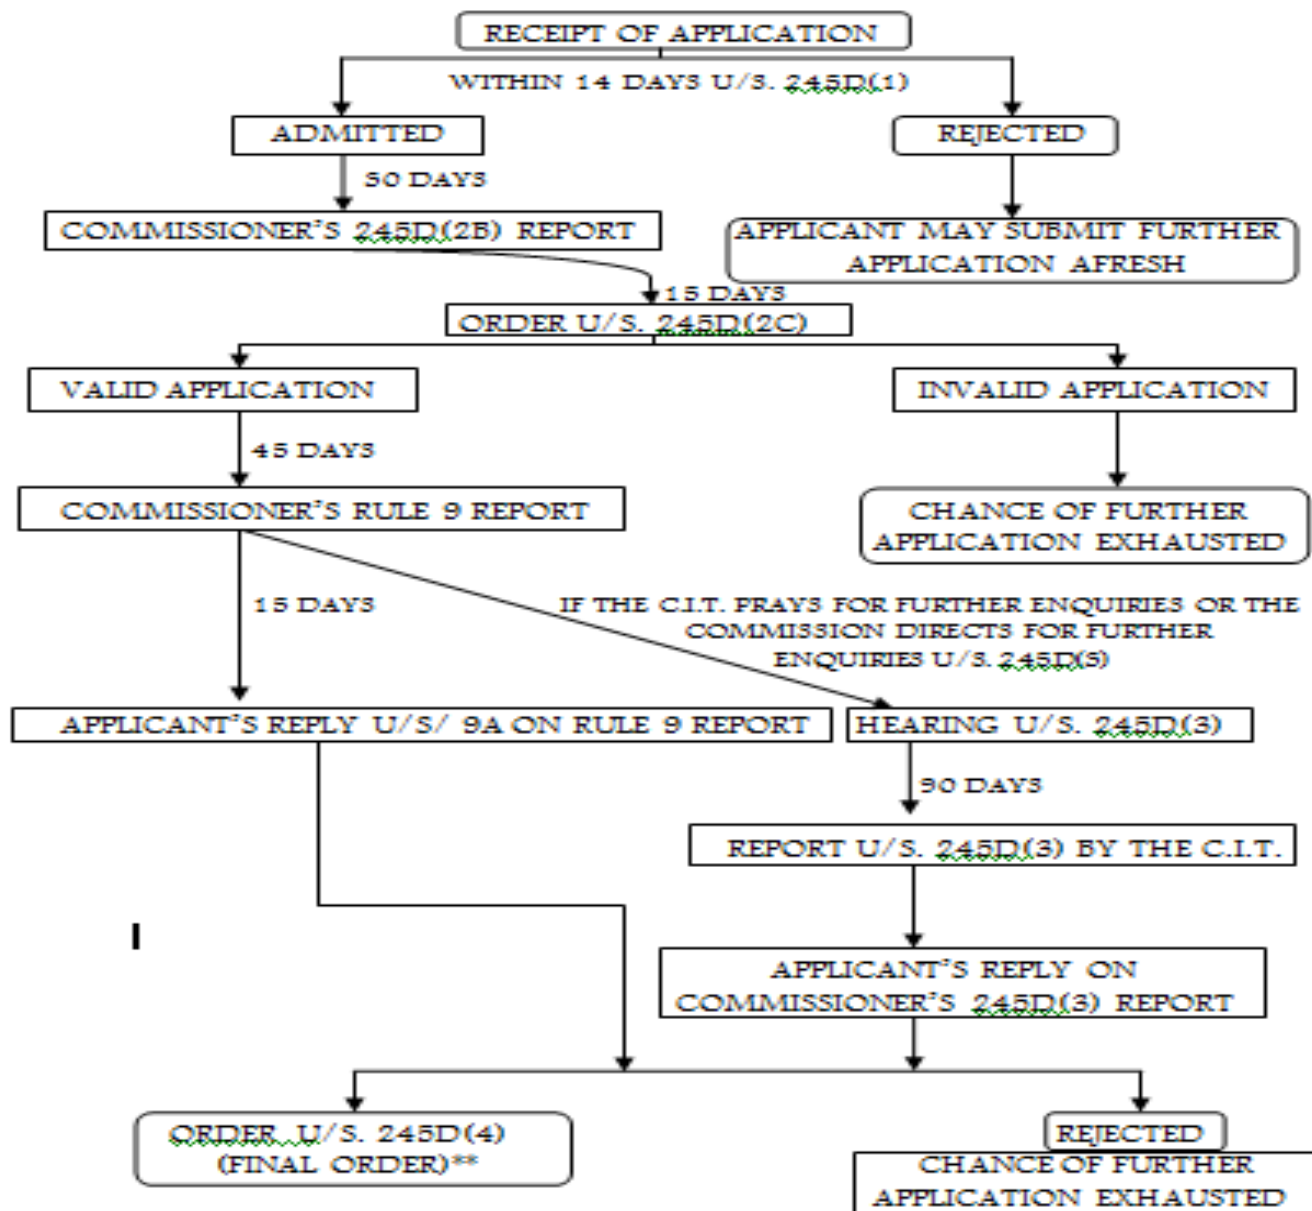 RECEIPT OF APPLICATION
WITHIN 14 DAYS U/S. 245D(1)
ADMITTED
REJECTED
30 DAYS
COMMISSIONER'S 245D(2B) REPORT
APPLICANT MAY SUBMIT FURTHER
APPLICATION AFRESH
15 DAYS
ORDER U/S. 245D(2C)
VALID APPLICATION
INVALID APPLICATION
45 DAYS
COMMISSIONER'S RULE 9 REPORT
CHANCE OF FURTHER
APPLICATION EXHAUSTED
15 DAYS
IF THE C.I.T. PRAYS FOR FURTHER ENQUIRIES OR THE
COMMISSION DIRECTS FOR FURTHER
ENQUIRIES U/S. 245D(3)
APPLICANT'S REPLY U/S/ 9A ON RULE 9 REPORT
HEARING U/S. 245D(3)
90 DAYS
REPORT U/S. 245D(3) BY THE C.I.T.
APPLICANT'S REPLY ON
COMMISSIONER'S 245D(3) REPORT
ORDER U/S. 245D(4)
(FINAL ORDER)**
REJECTED
CHANCE OF FURTHER
APPLICATION EXHAUSTED